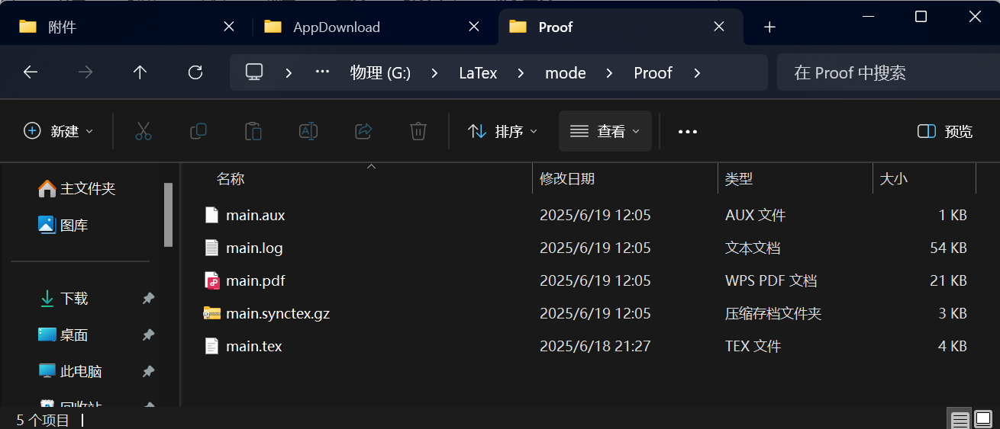 附件
AppDownload
Proof
物理 (G:)
LaTex
mode
Proof
在 Proof 中搜索
新建
排序
查看
预览
主文件夹
图库
下载
桌面
此电脑
回收站
名称 修改日期 类型 大小
main.aux 2025/6/19 12:05 AUX 文件 1 KB
main.log 2025/6/19 12:05 文本文档 54 KB
main.pdf 2025/6/19 12:05 WPS PDF 文档 21 KB
main.synctex.gz 2025/6/19 12:05 压缩存档文件夹 3 KB
main.tex 2025/6/18 21:27 TEX 文件 4 KB
5 个项目